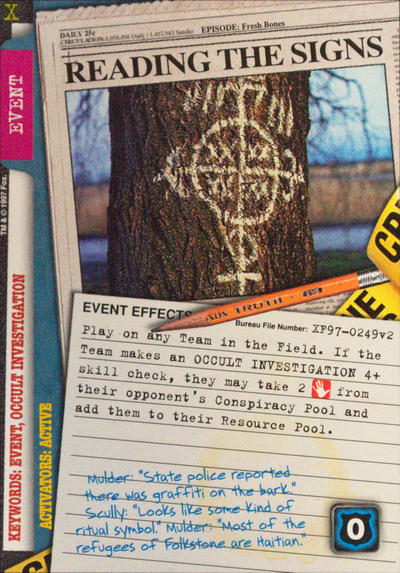 X
DAILY 25¢
EPISODE: Fresh Bones
CIRCULATION: 1,058,498 Daily / 1,457,583 Sunday
READING THE SIGNS
EVENT
TM & © 1997 Fox.
KEYWORDS: EVENT, OCCULT INVESTIGATION
ACTIVATORS: ACTIVE
TRUTH
EVENT EFFECTS
Bureau File Number: XF97-0249v2
Play on any Team in the Field. If the
Team makes an OCCULT INVESTIGATION 4+
skill check, they may take 2 from
their opponent's Conspiracy Pool and
add them to their Resource Pool.
Mulder: "State police reported
there was graffiti on the bark."
Scully: "Looks like some kind of
ritual symbol." Mulder: "Most of the
refugees of Folkstone are Haitian."
0